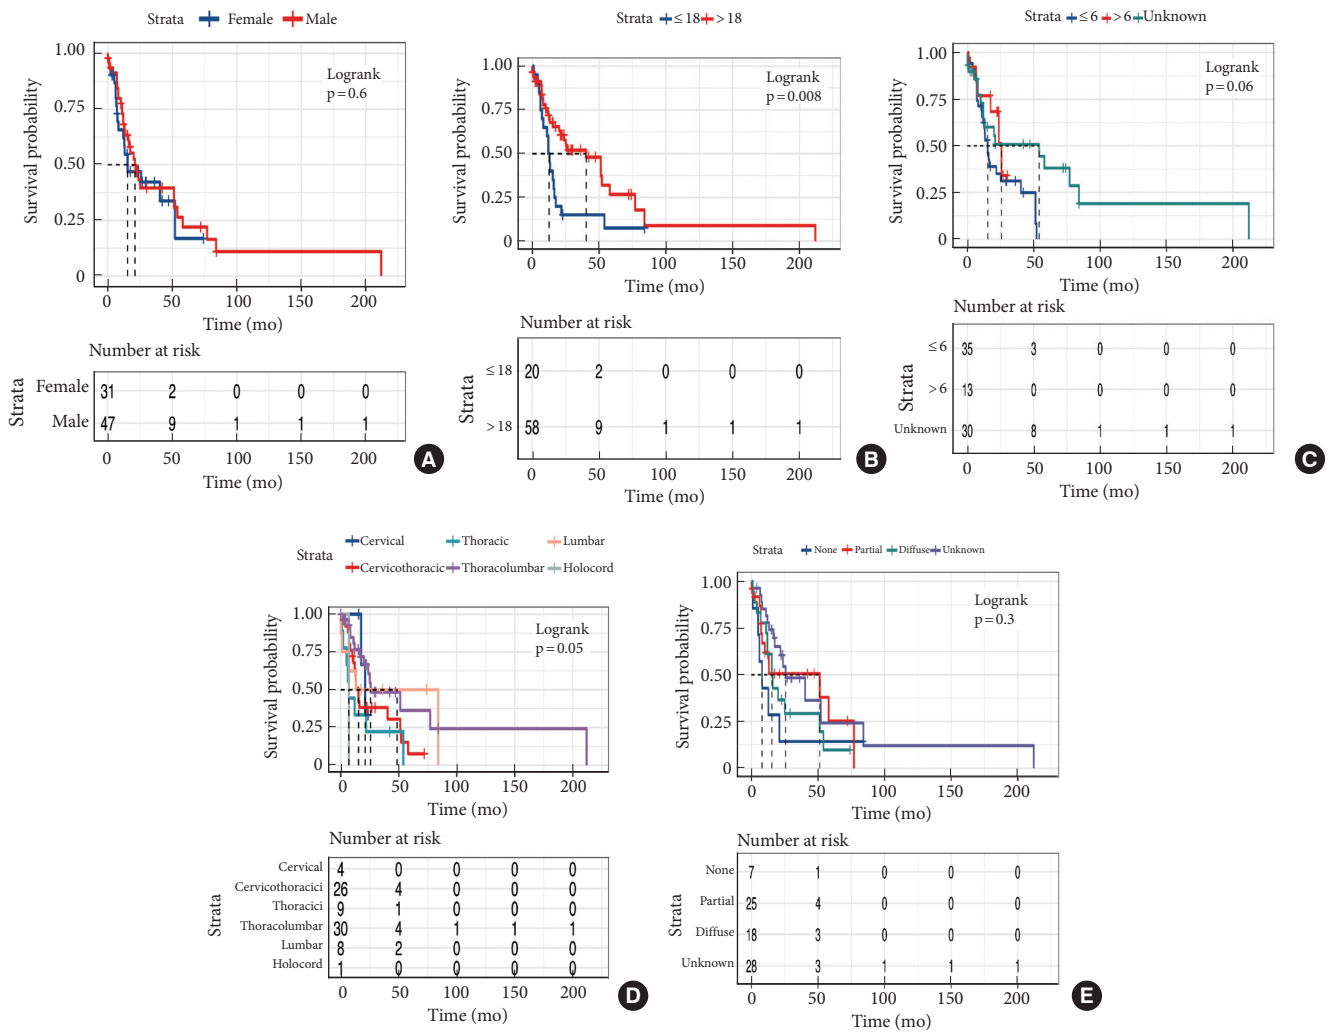 Strata Female Male
Survival probability
1.00
0.75
0.50
0.25
0
Logrank
p=0.6
0 50 100 150 200
Time (mo)
Number at risk
Strata
Female 31 2 0 0 0
Male 47 9 1 1 1
0 50 100 150 200
Time (mo)
A
Strata ≤18 >18
Survival probability
1.00
0.75
0.50
0.25
0
Logrank
p=0.008
0 50 100 150 200
Time (mo)
Number at risk
Strata
≤18 20 2 0 0 0
>18 58 9 1 1 1
0 50 100 150 200
Time (mo)
B
Strata ≤6 >6 Unknown
Survival probability
1.00
0.75
0.50
0.25
0
Logrank
p=0.06
0 50 100 150 200
Time (mo)
Number at risk
Strata
≤6 35 3 0 0 0
>6 13 0 0 0 0
Unknown 30 8 1 1 1
0 50 100 150 200
Time (mo)
C
Strata
Cervical Thoracic Lumbar
Cervicothoracic Thoracolumbar Holocord
Survival probability
1.00
0.75
0.50
0.25
0
Logrank
p=0.05
0 50 100 150 200
Time (mo)
Number at risk
Strata
Cervical 4 0 0 0 0
Cervicothoracici 26 4 0 0 0
Thoracici 9 1 0 0 0
Thoracolumbar 30 4 1 1 1
Lumbar 8 2 0 0 0
Holocord 1 0 0 0 0
0 50 100 150 200
Time (mo)
D
Strata None Partial Diffuse Unknown
Survival probability
1.00
0.75
0.50
0.25
0
Logrank
p=0.3
0 50 100 150 200
Time (mo)
Number at risk
Strata
None 7 1 0 0 0
Partial 25 4 0 0 0
Diffuse 18 3 0 0 0
Unknown 28 3 1 1 1
0 50 100 150 200
Time (mo)
E